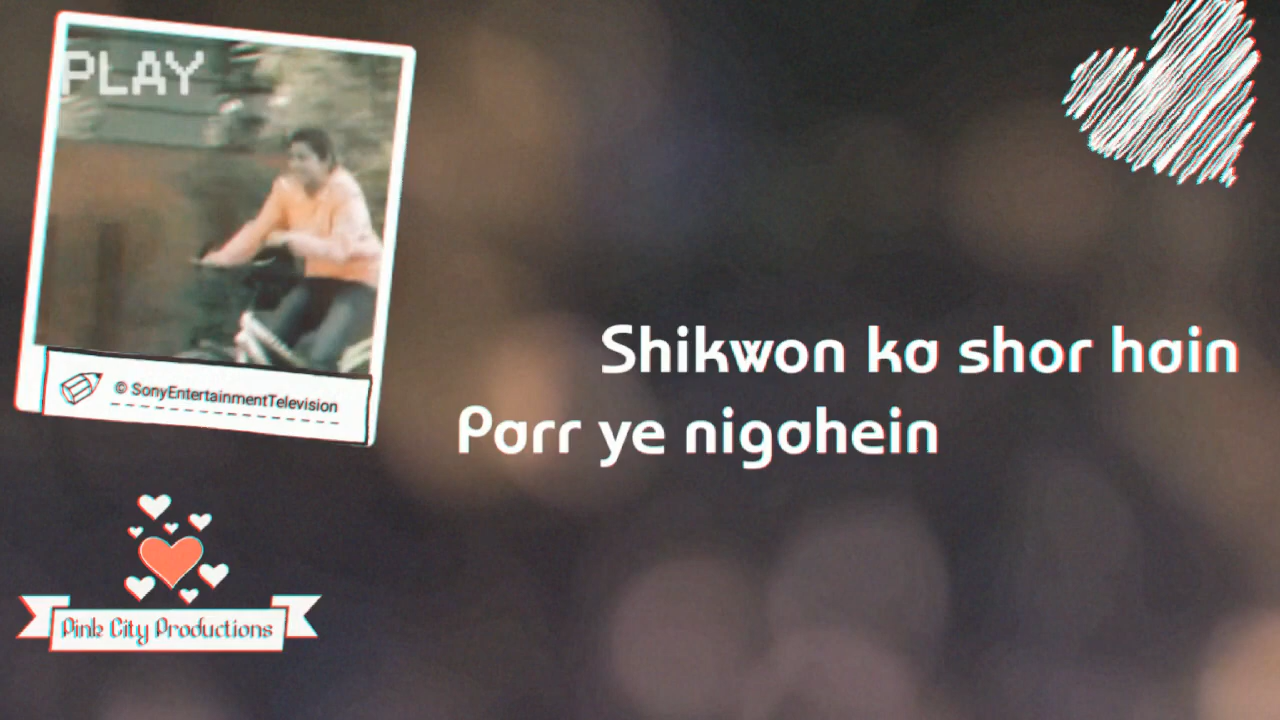 PLAY
© SonyEntertainmentTelevision
Shikwon ka shor hain
Parr ye nigahein
Pink City Productions